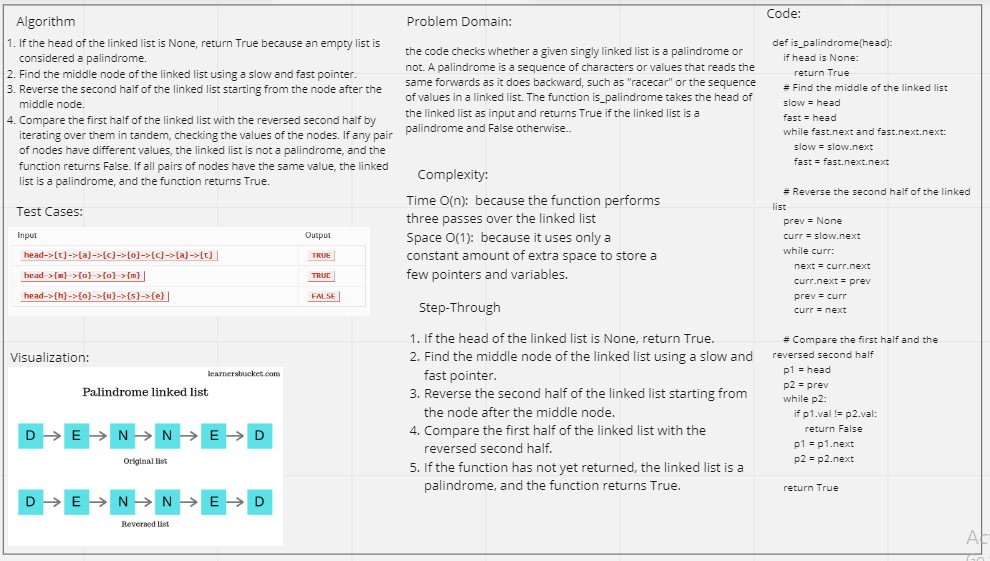 Algorithm
1. If the head of the linked list is None, return True because an empty list is
considered a palindrome.
2. Find the middle node of the linked list using a slow and fast pointer.
3. Reverse the second half of the linked list starting from the node after the
middle node.
4. Compare the first half of the linked list with the reversed second half by
iterating over them in tandem, checking the values of the nodes. If any pair
of nodes have different values, the linked list is not a palindrome, and the
function returns False. If all pairs of nodes have the same value, the linked
list is a palindrome, and the function returns True.
Test Cases:
Input Output
head->{t}->{a}->{c}->{o}->{c}->{a}->{t} TRUE
head->{m}->{o}->{o}->{m} TRUE
head->{h}->{o}->{u}->{s}->{e} FALSE
Visualization:
learnersbucket.com
Palindrome linked list
D E N N E D
Original list
D E N N E D
Reversed list
Problem Domain:
the code checks whether a given singly linked list is a palindrome or
not. A palindrome is a sequence of characters or values that reads the
same forwards as it does backward, such as "racecar" or the sequence
of values in a linked list. The function is_palindrome takes the head of
the linked list as input and returns True if the linked list is a
palindrome and False otherwise..
Complexity:
Time O(n): because the function performs
three passes over the linked list
Space O(1): because it uses only a
constant amount of extra space to store a
few pointers and variables.
Step-Through
1. If the head of the linked list is None, return True.
2. Find the middle node of the linked list using a slow and
fast pointer.
3. Reverse the second half of the linked list starting from
the node after the middle node.
4. Compare the first half of the linked list with the
reversed second half.
5. If the function has not yet returned, the linked list is a
palindrome, and the function returns True.
Code:
def is_palindrome(head):
if head is None:
return True
# Find the middle of the linked list
slow = head
fast = head
while fast.next and fast.next.next:
slow = slow.next
fast = fast.next.next
# Reverse the second half of the linked
list
prev = None
curr = slow.next
while curr:
next = curr.next
curr.next = prev
prev = curr
curr = next
# Compare the first half and the
reversed second half
p1 = head
p2 = prev
while p2:
if p1.val != p2.val:
return False
p1 = p1.next
p2 = p2.next
return True